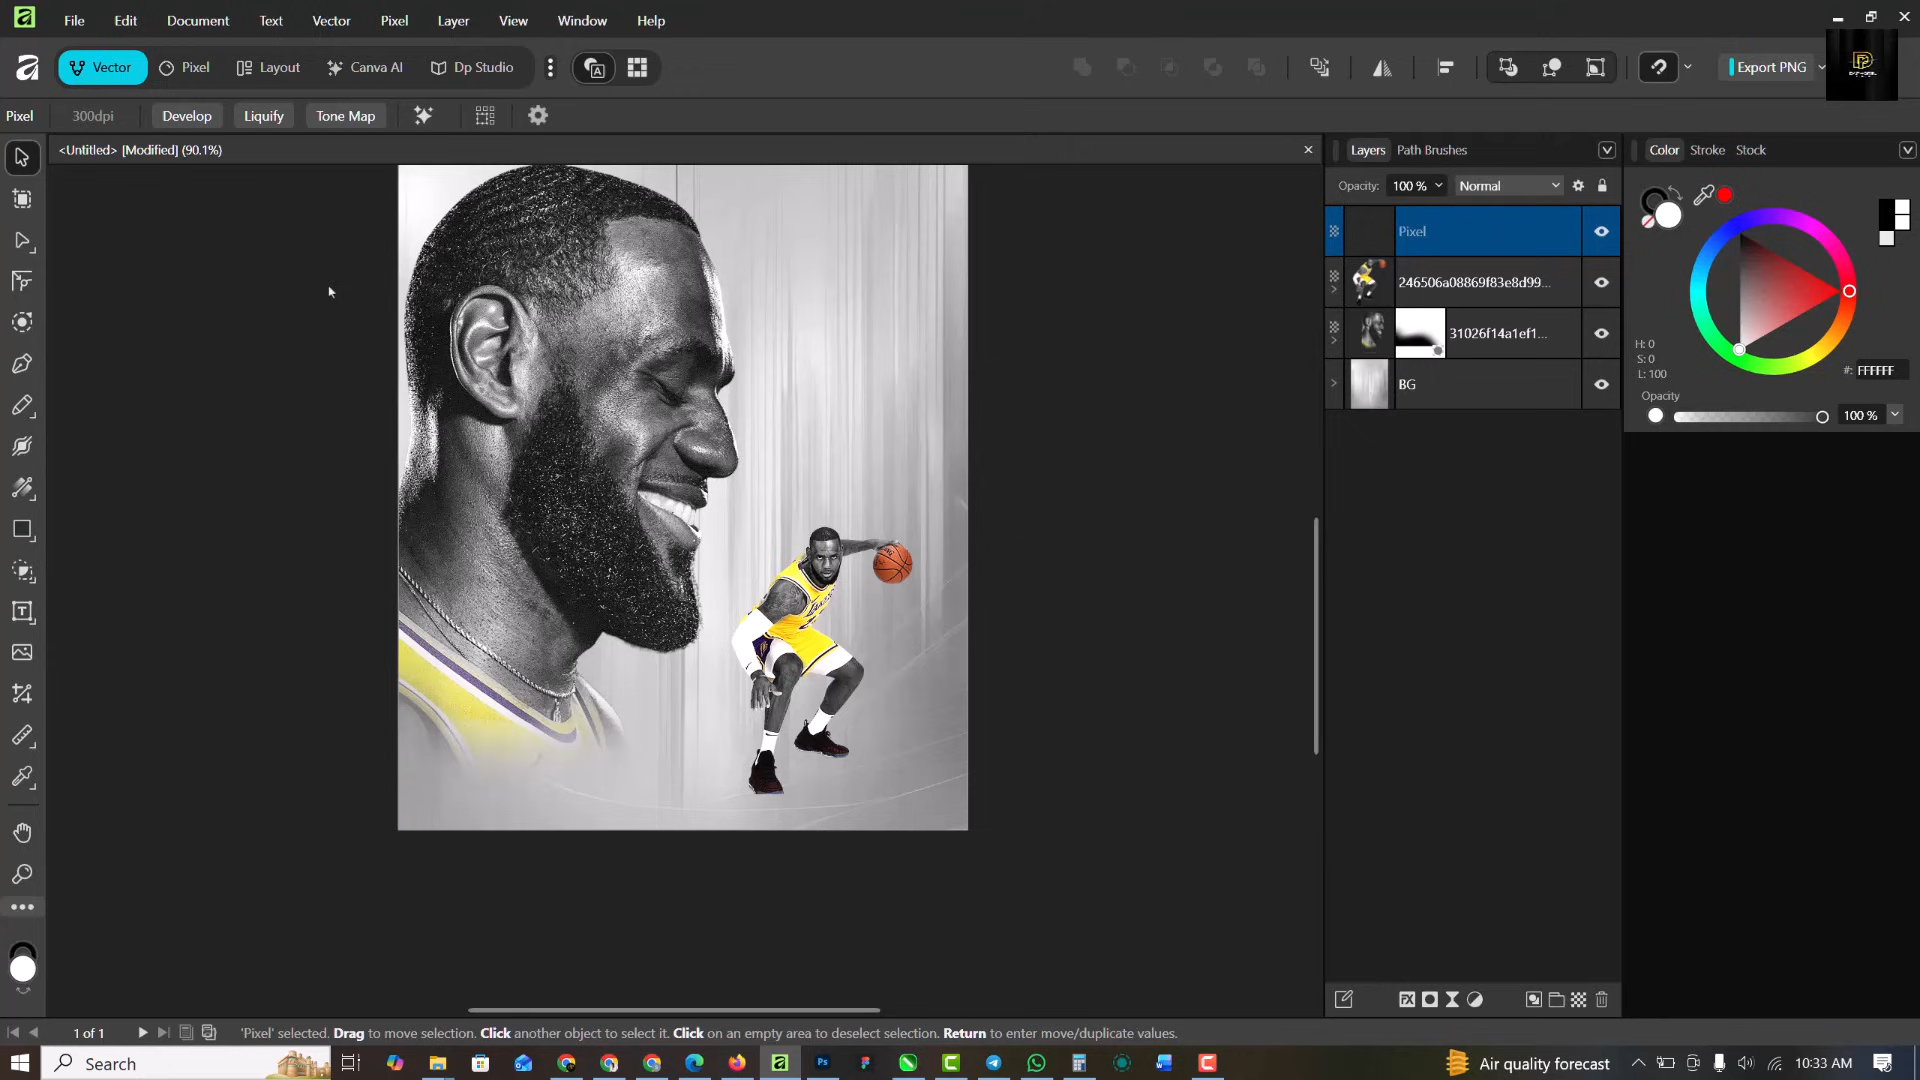 File Edit Document Text Vector Pixel Layer View Window Help
Vector Pixel Layout Canva AI Dp Studio Export PNG
Pixel 300dpi Develop Liquify Tone Map
<Untitled> [Modified] (90.1%)
Layers Path Brushes
Color Stroke Stock
Opacity: 100 % Normal
Pixel
246506a08869f83e8d99...
31026f14a1ef1...
BG
H: 0
S: 0
L: 100
#: FFFFFF
Opacity
100 %
FX
1 of 1 'Pixel' selected. Drag to move selection. Click another object to select it. Click on an empty area to deselect selection. Return to enter move/duplicate values.
Search
Air quality forecast
10:33 AM